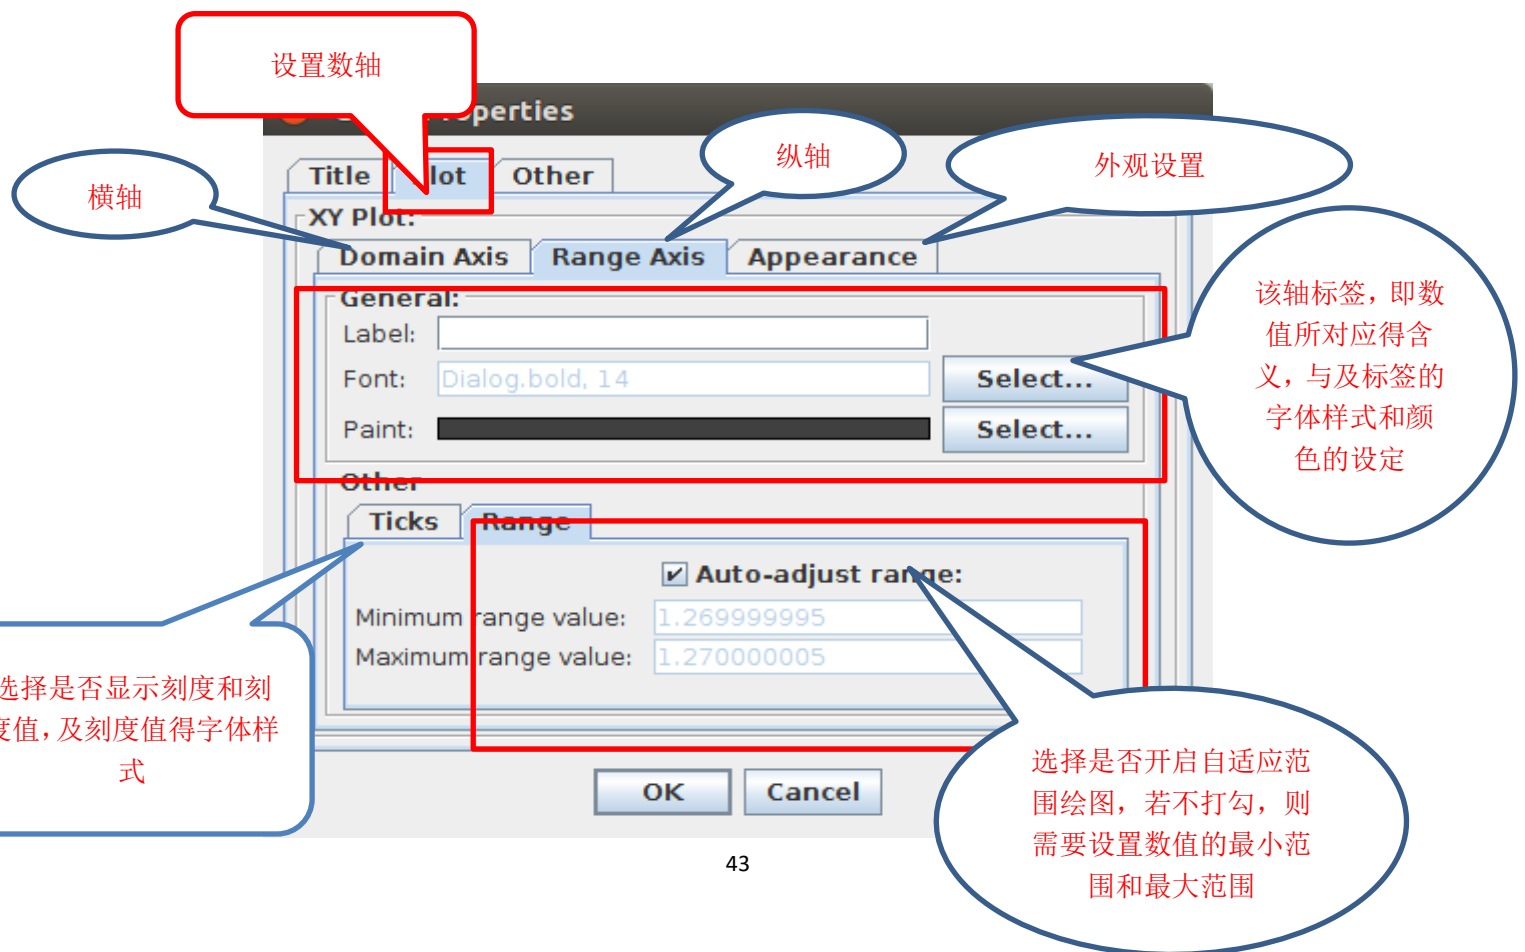 设置数轴
operties
纵轴
外观设置
横轴
Title
lot
Other
XY Plot:
Domain Axis
Range Axis
Appearance
General:
Label:
Font:
Dialog.bold, 14
Select...
Paint:
Select...
该轴标签，即数
值所对应得含
义，与及标签的
字体样式和颜
色的设定
Other
Ticks
Range
Auto-adjust range:
Minimum range value:
1.269999995
Maximum range value:
1.270000005
选择是否显示刻度和刻
度值，及刻度值得字体样
式
OK
Cancel
选择是否开启自适应范
围绘图，若不打勾，则
需要设置数值的最小范
围和最大范围
43